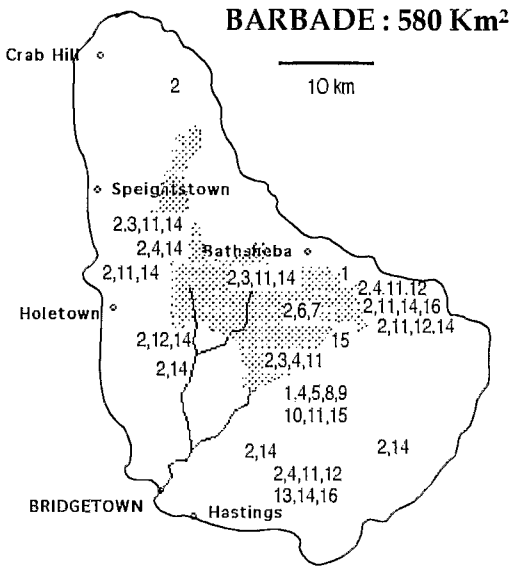 BARBADE : 580 Km²
10 km
Crab Hill
2
Speightstown
2,3,11,14
2,4,14
Bathsheba
2,11,14
2,3,11,14
1
2,4,11,12
Holetown
2,6,7
2,11,14,16
2,11,12,14
2,12,14
15
2,14
2,3,4,11
1,4,5,8,9
10,11,15
2,14
2,14
2,4,11,12
13,14,16
BRIDGETOWN
Hastings